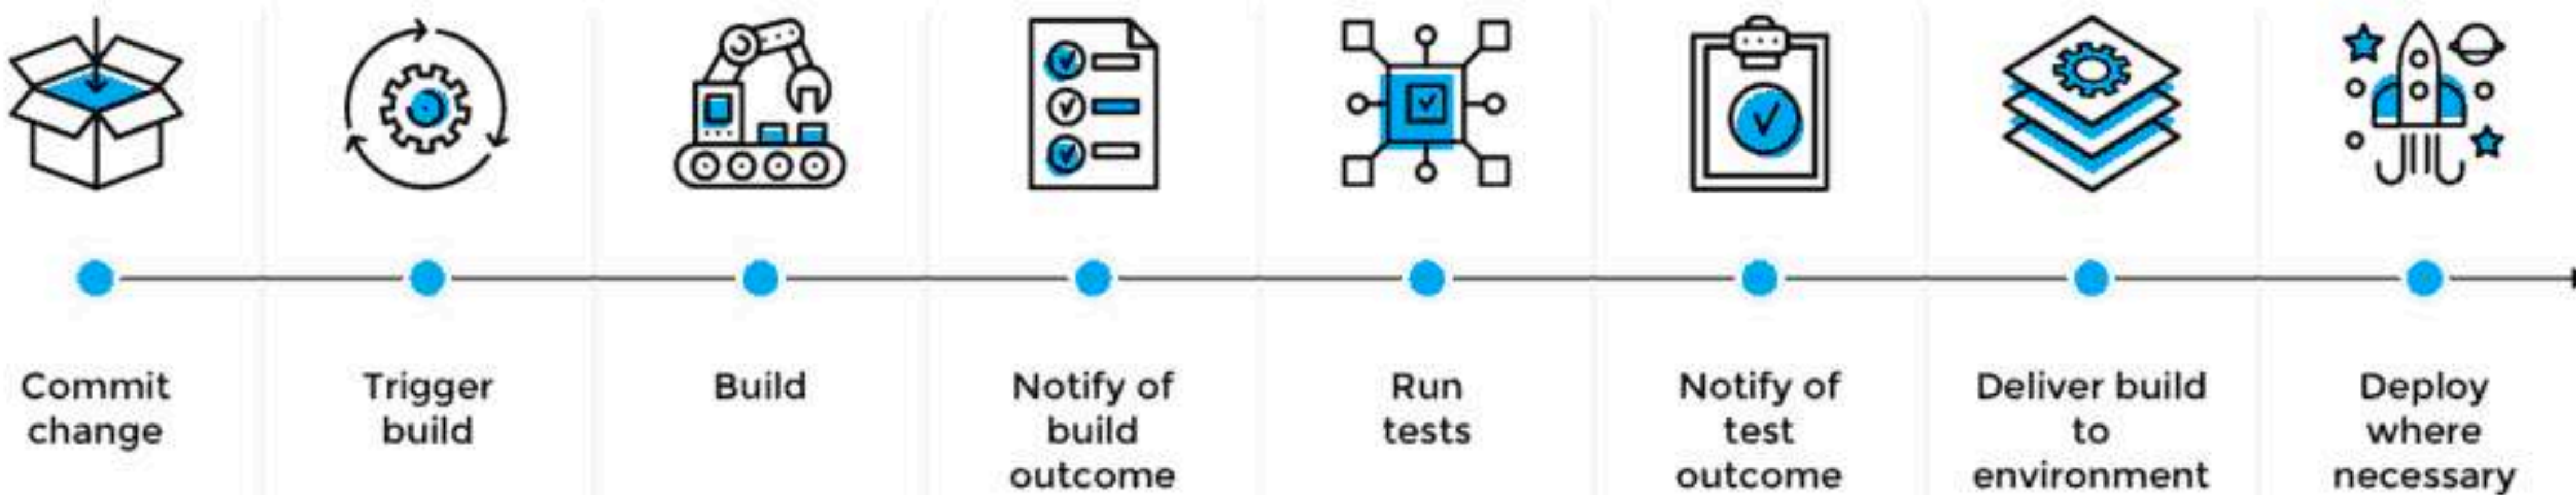 Commit
change
Trigger
build
Build
Notify of
build
outcome
Run
tests
Notify of
test
outcome
Deliver build
to
environment
Deploy
where
necessary